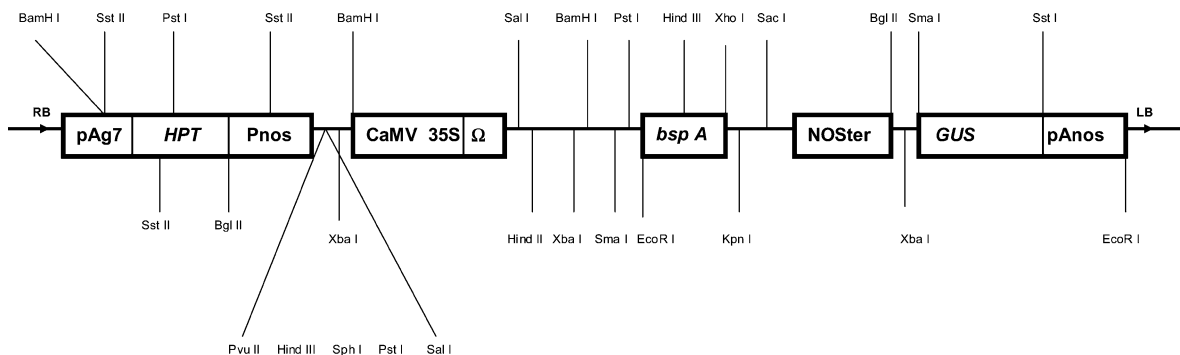 BamH I Sst II Pst I Sst II BamH I Sal I BamH I Pst I Hind III Xho I Sac I Bgl II Sma I Sst I
RB LB
pAg7 HPT Pnos CaMV 35S Ω bsp A NOSter GUS pAnos
Sst II Bgl II Xba I Hind II Xba I Sma I EcoR I Kpn I Xba I EcoR I
Pvu II Hind III Sph I Pst I Sal I